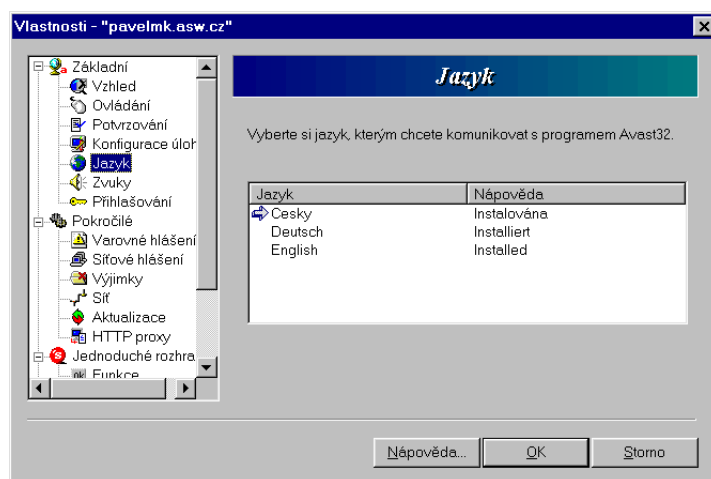 Vlastnosti - "pavelmk.asw.cz"
Základní
Vzhled
Ovládání
Potvrzování
Konfigurace úloh
Jazyk
Zvuky
Přihlašování
Pokročilé
Varovné hlášení
Síťové hlášení
Výjimky
Síť
Aktualizace
HTTP proxy
Jednoduché rozhra
Funkce
Jazyk
Vyberte si jazyk, kterým chcete komunikovat s programem Avast32.
Jazyk Nápověda
Cesky Instalována
Deutsch Installiert
English Installed
Nápověda... OK Storno